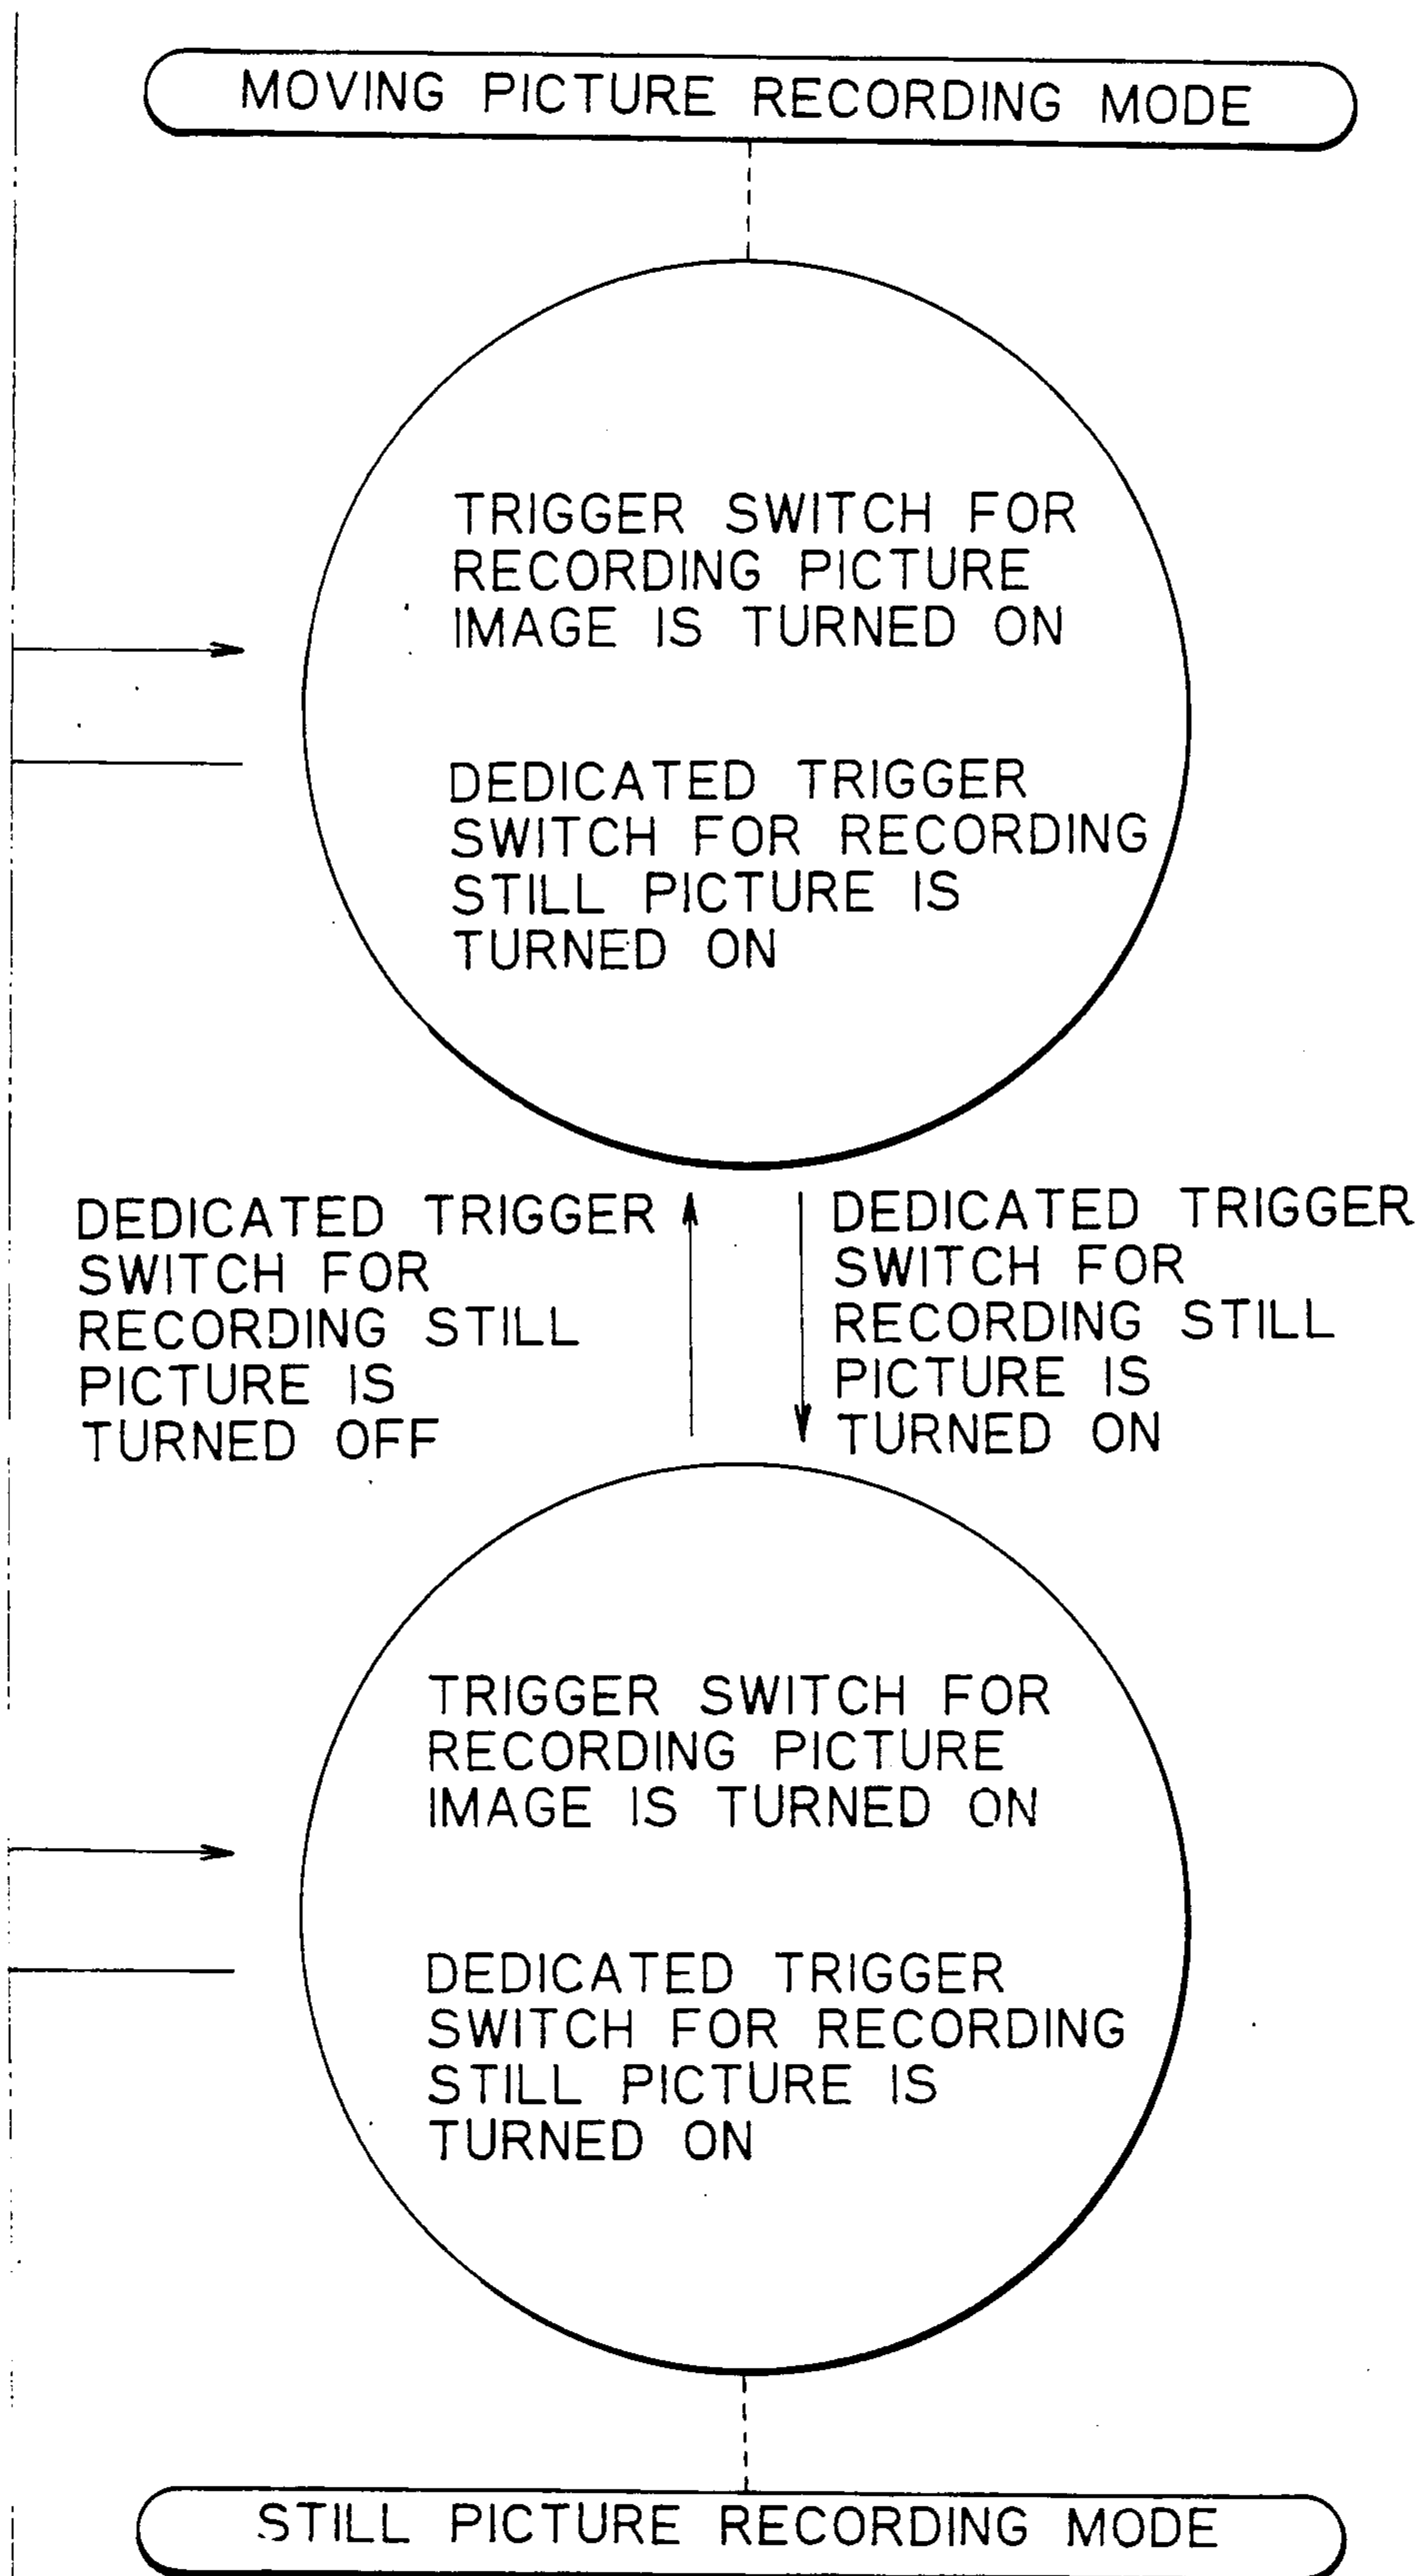 MOVING PICTURE RECORDING MODE
TRIGGER SWITCH FOR
RECORDING PICTURE
IMAGE IS TURNED ON
DEDICATED TRIGGER
SWITCH FOR RECORDING
STILL PICTURE IS
TURNED ON
DEDICATED TRIGGER
SWITCH FOR
RECORDING STILL
PICTURE IS
TURNED OFF
DEDICATED TRIGGER
SWITCH FOR
RECORDING STILL
PICTURE IS
TURNED ON
TRIGGER SWITCH FOR
RECORDING PICTURE
IMAGE IS TURNED ON
DEDICATED TRIGGER
SWITCH FOR RECORDING
STILL PICTURE IS
TURNED ON
STILL PICTURE RECORDING MODE